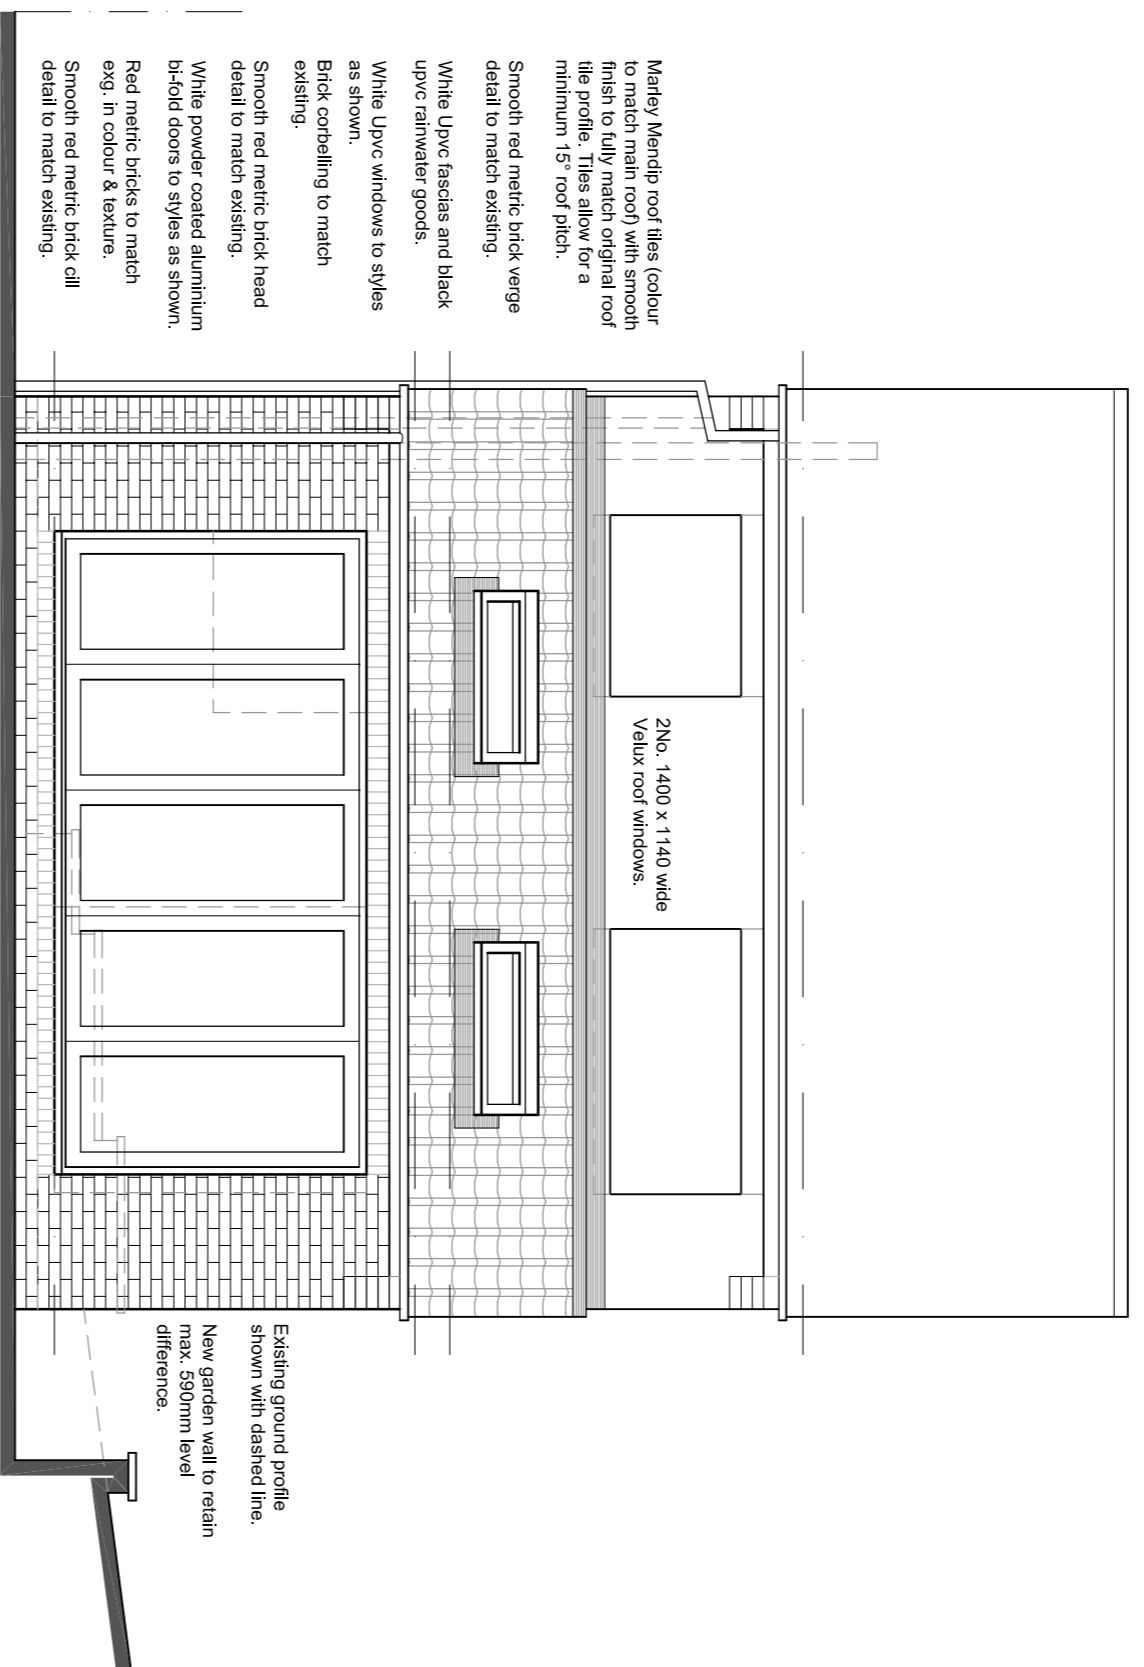 Marley Mendip roof tiles (colour
to match main roof) with smooth
finish to fully match original roof
tile profile. Tiles allow for a
minimum 15° roof pitch.
Smooth red metric brick verge
detail to match existing.
White Upvc fascias and black
upvc rainwater goods.
White Upvc windows to styles
as shown.
Brick corbelling to match
existing.
Smooth red metric brick head
detail to match existing.
White powder coated aluminium
bi-fold doors to styles as shown.
Red metric bricks to match
exg. in colour & texture.
Smooth red metric brick cill
detail to match existing.
2No. 1400 x 1140 wide
Velux roof windows.
Existing ground profile
shown with dashed line.
New garden wall to retain
max. 590mm level
difference.